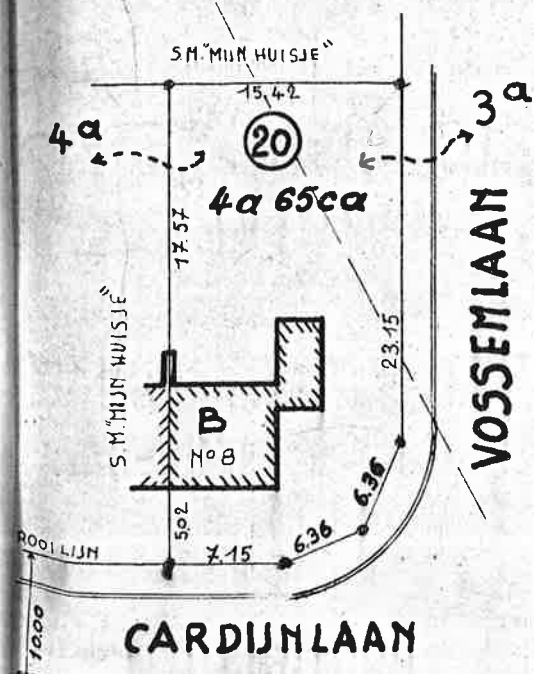 S.M. "MIJN HUISJE"
15,42
4a
20
3a
4a 65ca
17.57
VOSSEMLAAN
S.M. "MIJN HUISJE"
23.15
B
No 8
6.36
5.02
6.36
ROOILIJN
7.15
10.00
CARDIJNLAAN